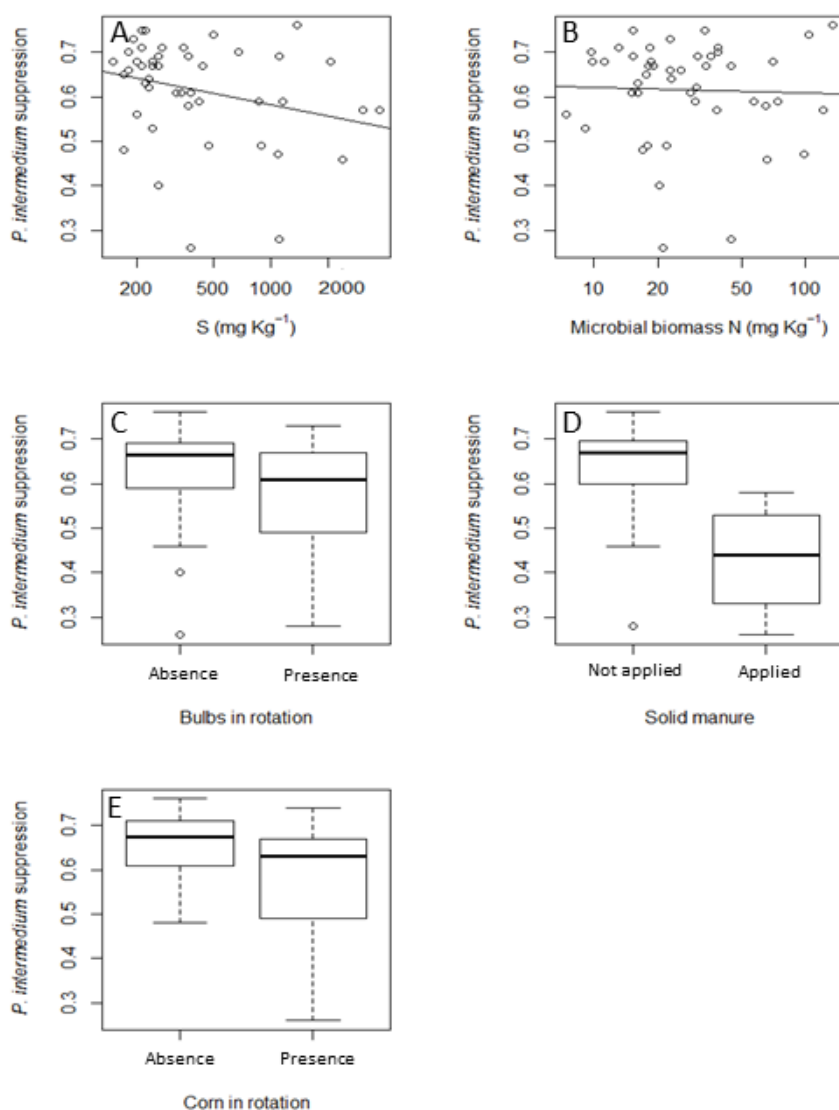 A
P. intermedium suppression
0.7
0.6
0.5
0.4
0.3
200 500 1000 2000
S (mg Kg⁻¹)
B
P. intermedium suppression
0.7
0.6
0.5
0.4
0.3
10 20 50 100
Microbial biomass N (mg Kg⁻¹)
C
P. intermedium suppression
0.7
0.6
0.5
0.4
0.3
Absence Presence
Bulbs in rotation
D
P. intermedium suppression
0.7
0.6
0.5
0.4
0.3
Not applied Applied
Solid manure
E
P. intermedium suppression
0.7
0.6
0.5
0.4
0.3
Absence Presence
Corn in rotation